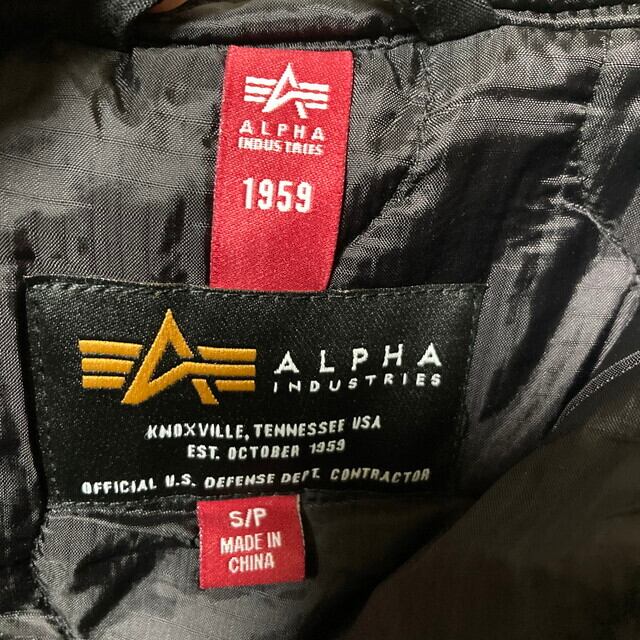 ALPHA
INDUSTRIES
1959
ALPHA
INDUSTRIES
KNOXVILLE, TENNESSEE USA
EST. OCTOBER 1959
OFFICIAL U.S. DEFENSE DEPT. CONTRACTOR
S/P
MADE IN
CHINA